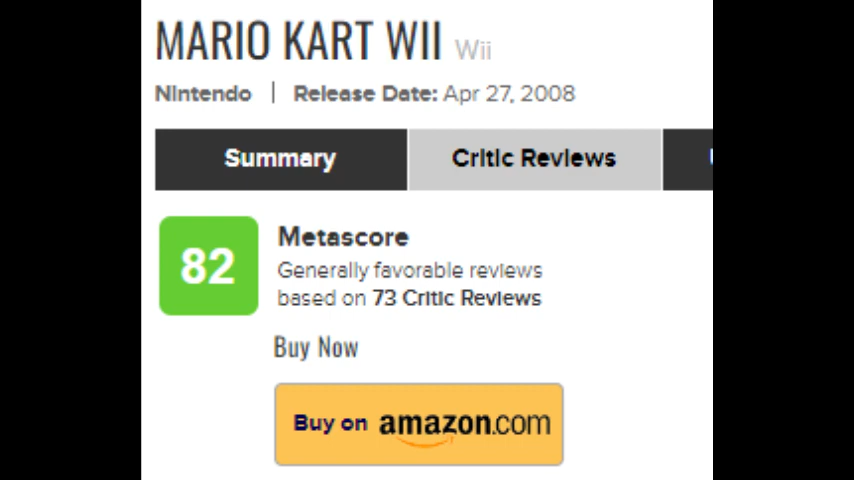 MARIO KART WII Wii
Nintendo | Release Date: Apr 27, 2008
Summary Critic Reviews
82 Metascore
Generally favorable reviews
based on 73 Critic Reviews
Buy Now
Buy on amazon.com